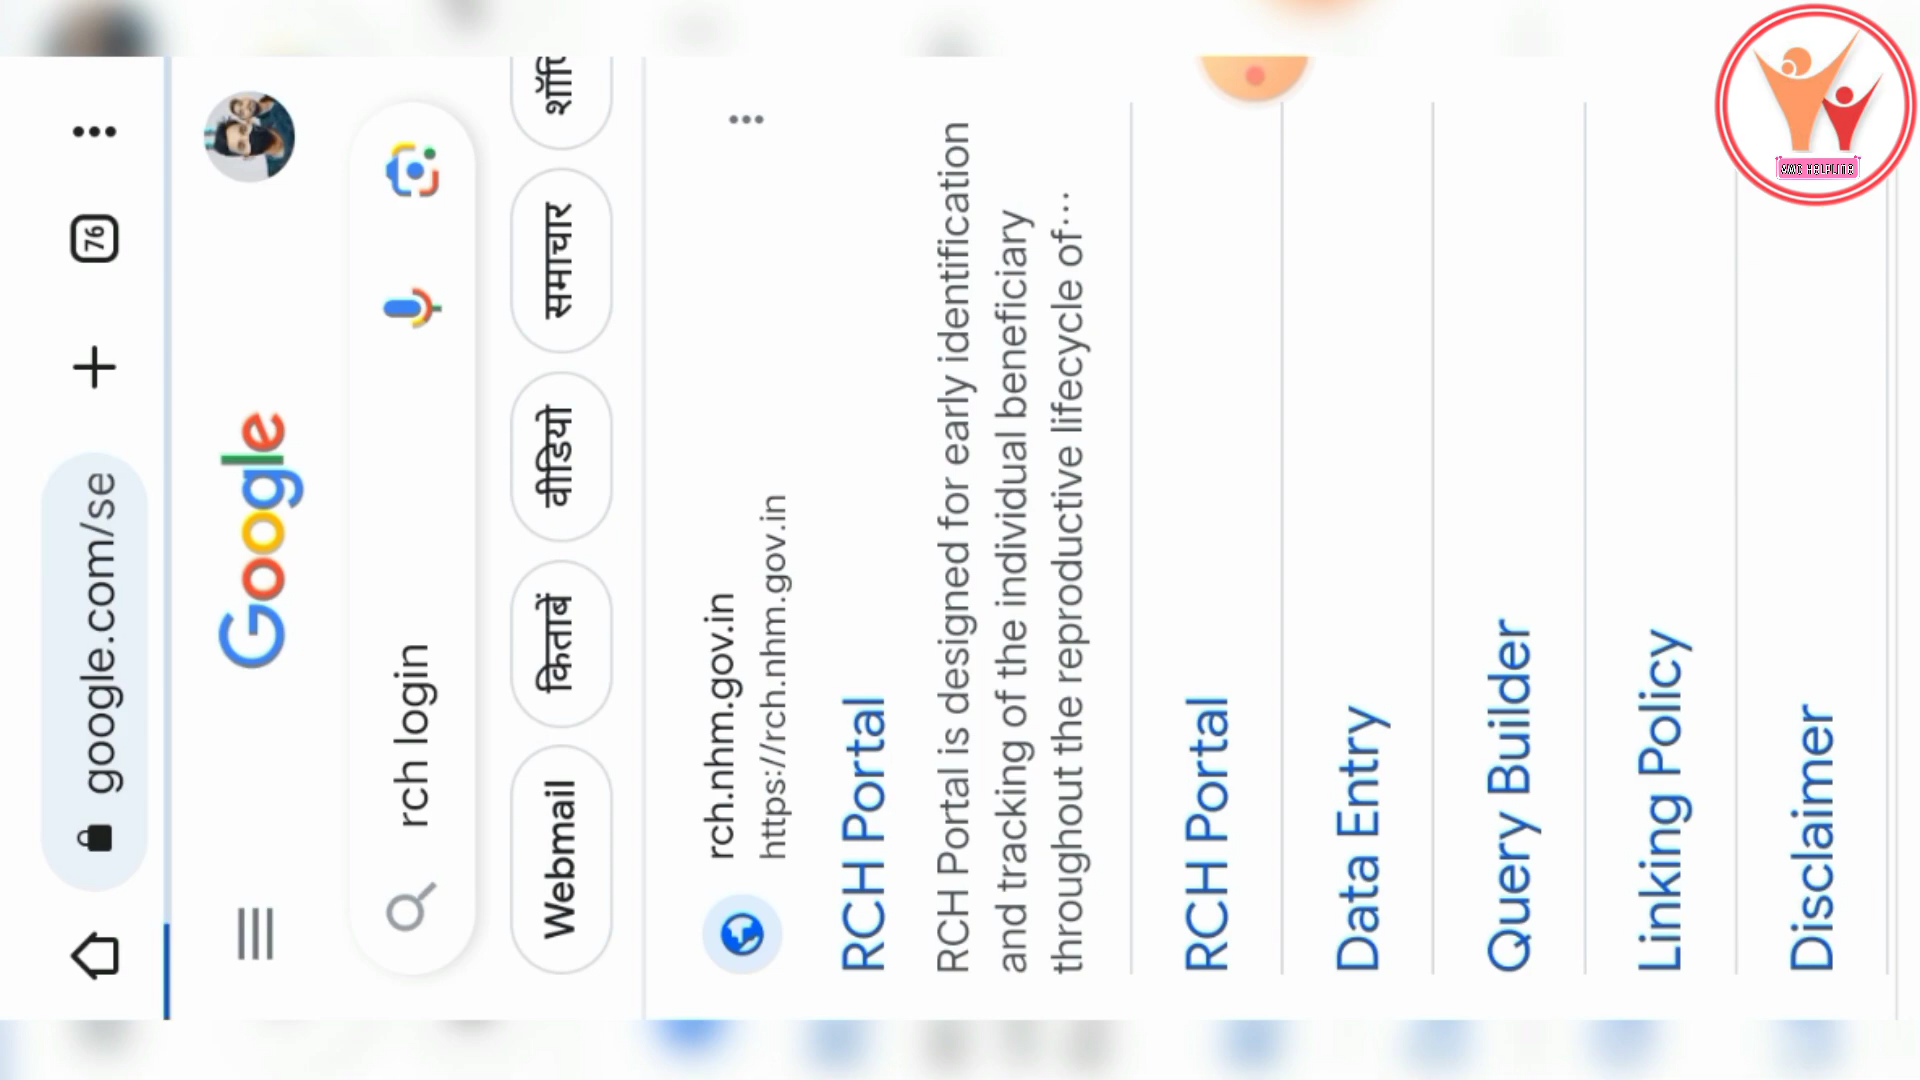 google.com/se
76
Google
rch login
Webmail
किताबें
वीडियो
समाचार
rch.nhm.gov.in
https://rch.nhm.gov.in
RCH Portal
RCH Portal is designed for early identification
and tracking of the individual beneficiary
throughout the reproductive lifecycle of...
RCH Portal
Data Entry
Query Builder
Linking Policy
Disclaimer